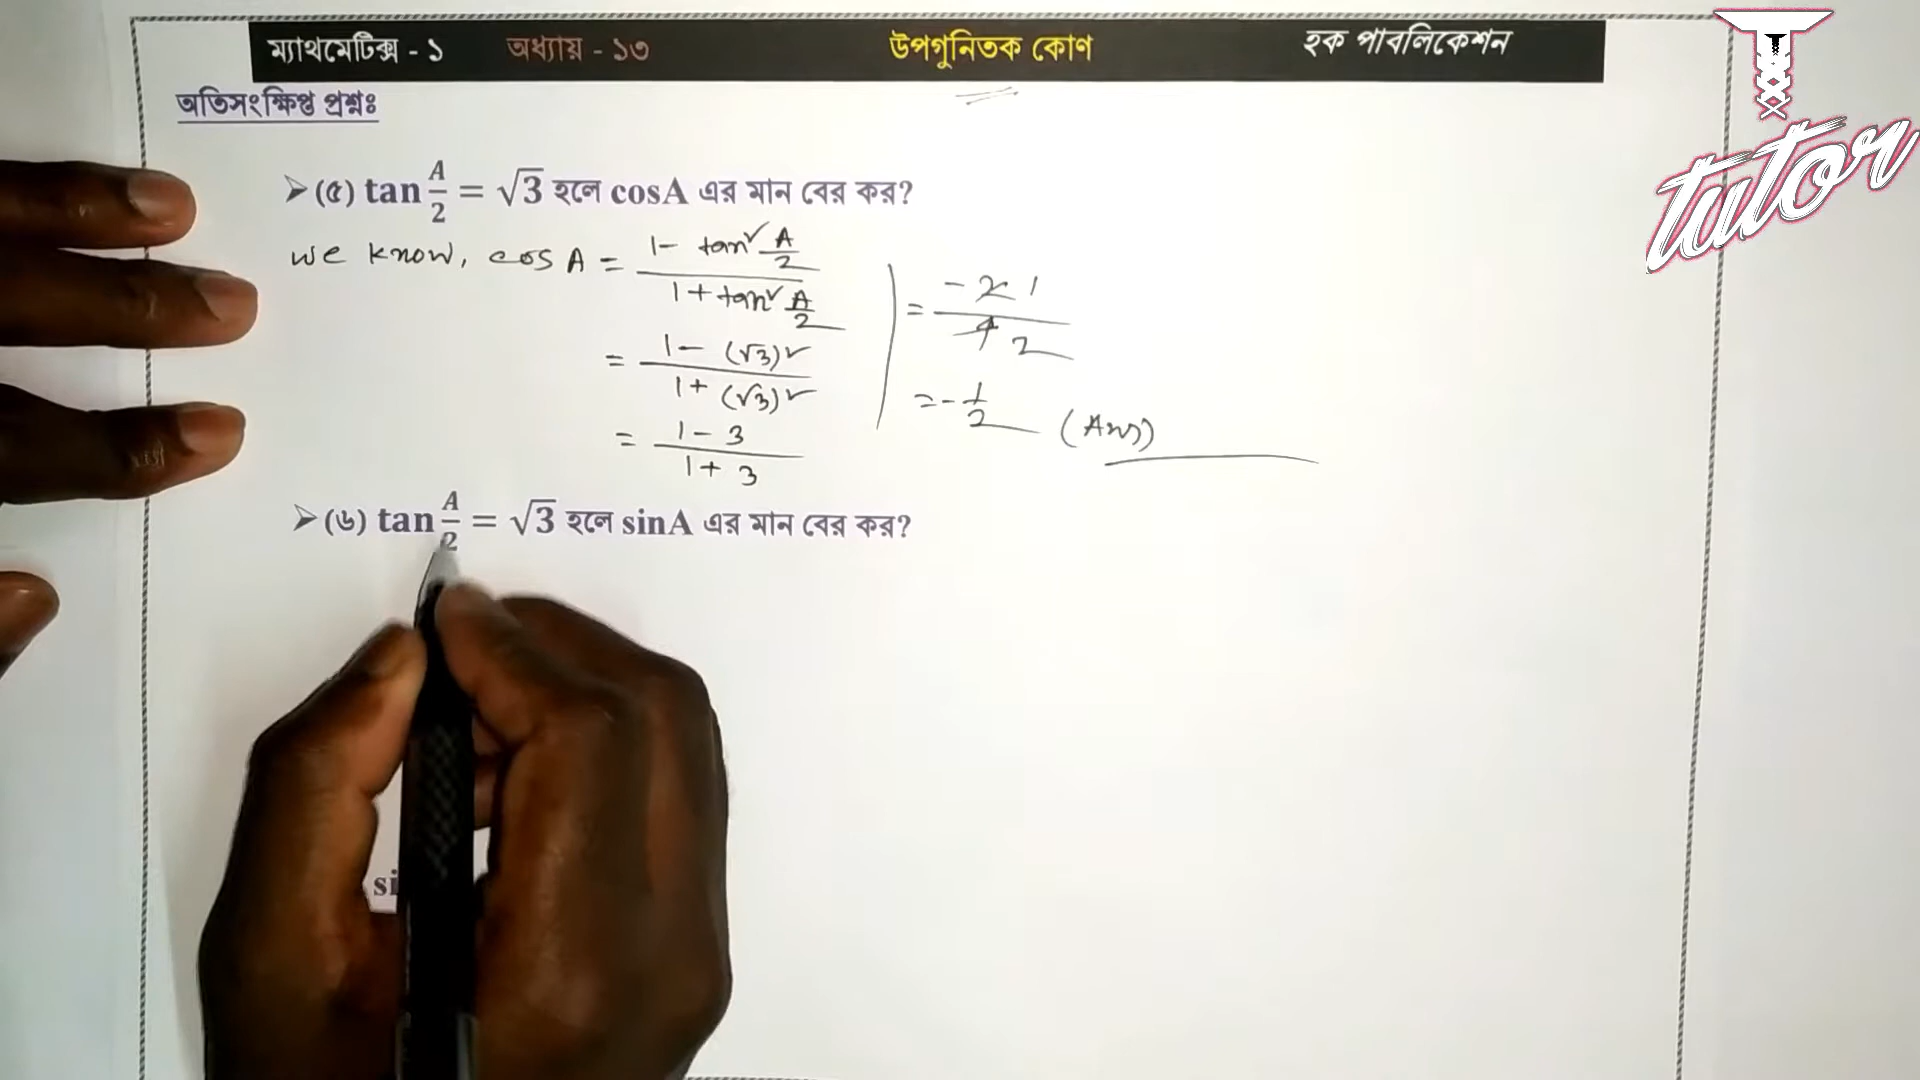 ম্যাথমেটিক্স - ১ অধ্যায় - ১৩ উপগুনিতক কোণ হক পাবলিকেশন
T
tutor
অতিসংক্ষিপ্ত প্রশ্নঃ
➤(৫) tan A/2 = √3 হলে cosA এর মান বের কর?
we know, cos A = 1 - tan² A/2 / 1 + tan² A/2
= 1 - (√3)² / 1 + (√3)²
= 1 - 3 / 1 + 3
= -2 1 / 4 2
= - 1/2 (Ans)
➤(৬) tan A/2 = √3 হলে sinA এর মান বের কর?